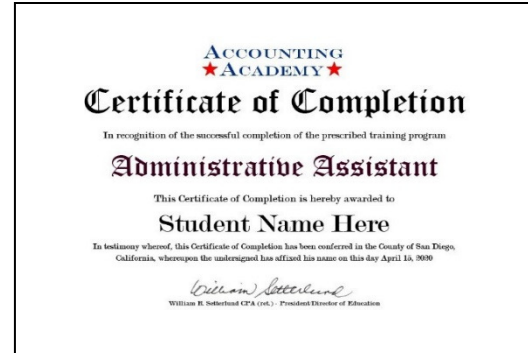 ACCOUNTING
★ACADEMY★
Certificate of Completion
In recognition of the successful completion of the prescribed training program
Administrative Assistant
This Certificate of Completion is hereby awarded to
Student Name Here
In testimony whereof, this Certificate of Completion has been conferred in the County of San Diego,
California, whereupon the undersigned has affixed his name on this day April 15, 2020
William Setterlund
William R. Setterlund CPA (ret.) - President/Director of Education